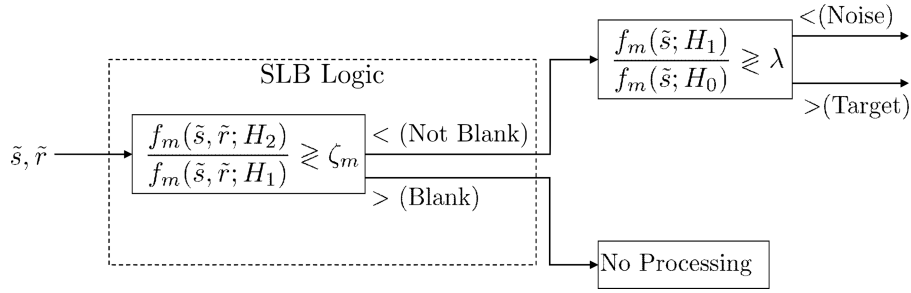 SLB Logic
s̃, r̃
f_m(s̃, r̃; H_2)
f_m(s̃, r̃; H_1)
≷ ζ_m
< (Not Blank)
> (Blank)
f_m(s̃; H_1)
f_m(s̃; H_0)
≷ λ
<(Noise)
>(Target)
No Processing